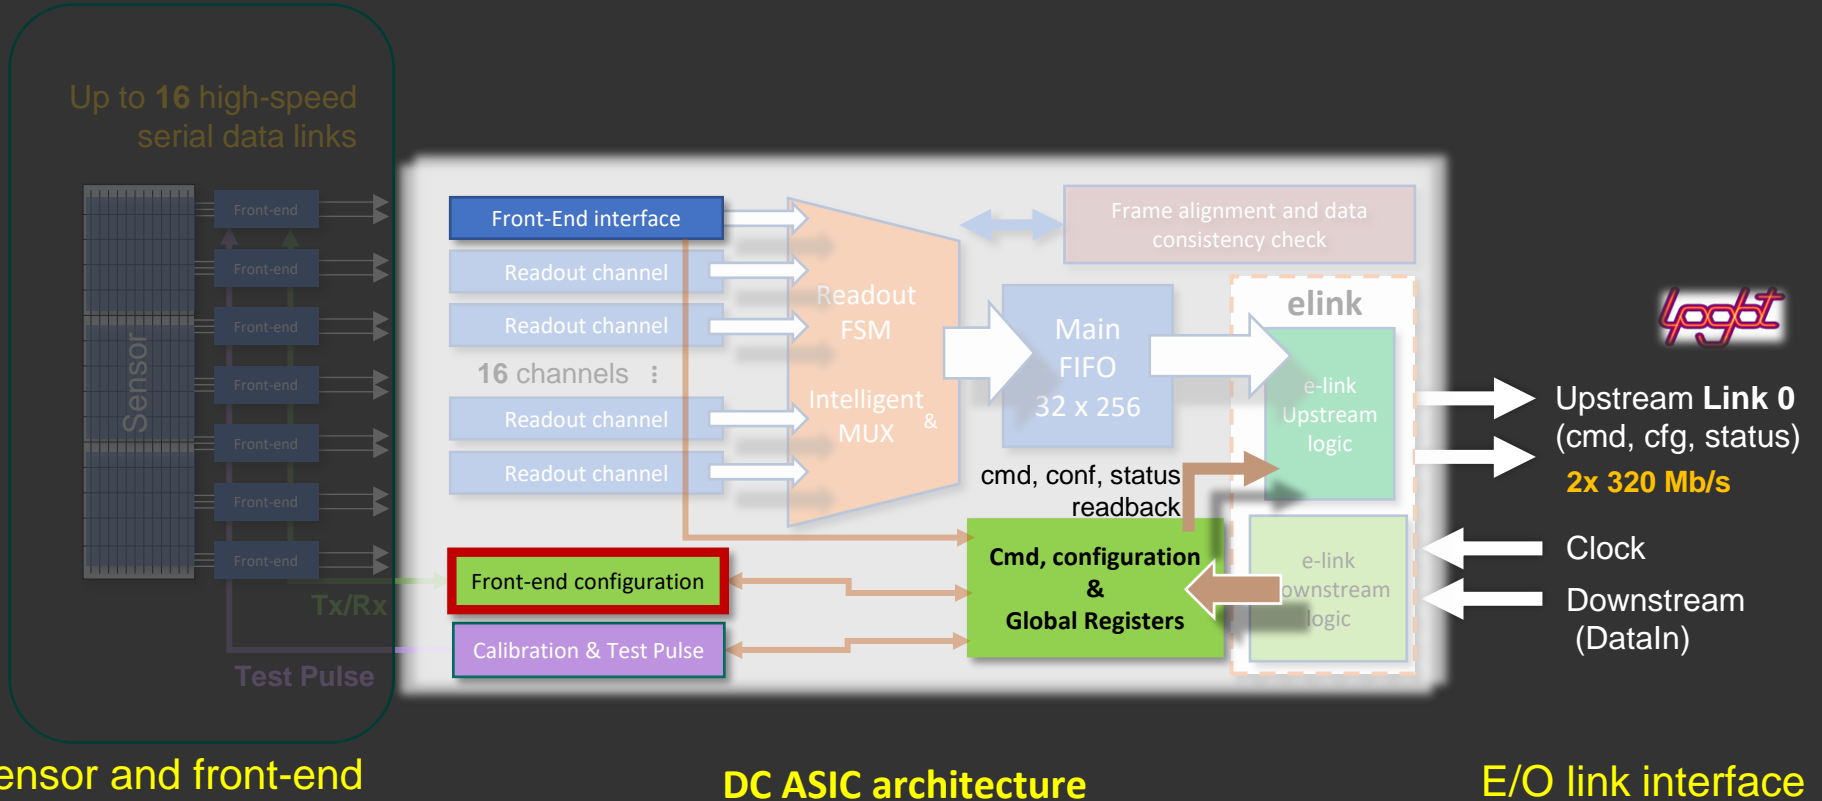 Up to 16 high-speed
serial data links
Sensor
Front-end
Front-end
Front-end
Front-end
Front-end
Front-end
Front-end
Tx/Rx
Test Pulse
Front-End interface
Readout channel
Readout channel
16 channels ⋮
Readout channel
Readout channel
Front-end configuration
Calibration & Test Pulse
Readout
FSM
&
Intelligent
MUX
Frame alignment and data
consistency check
Main
FIFO
32 x 256
cmd, conf, status
readback
Cmd, configuration
&
Global Registers
elink
e-link
Upstream
logic
e-link
ownstream
logic
lpgbt
Upstream Link 0
(cmd, cfg, status)
2x 320 Mb/s
Clock
Downstream
(DataIn)
ensor and front-end
DC ASIC architecture
E/O link interface